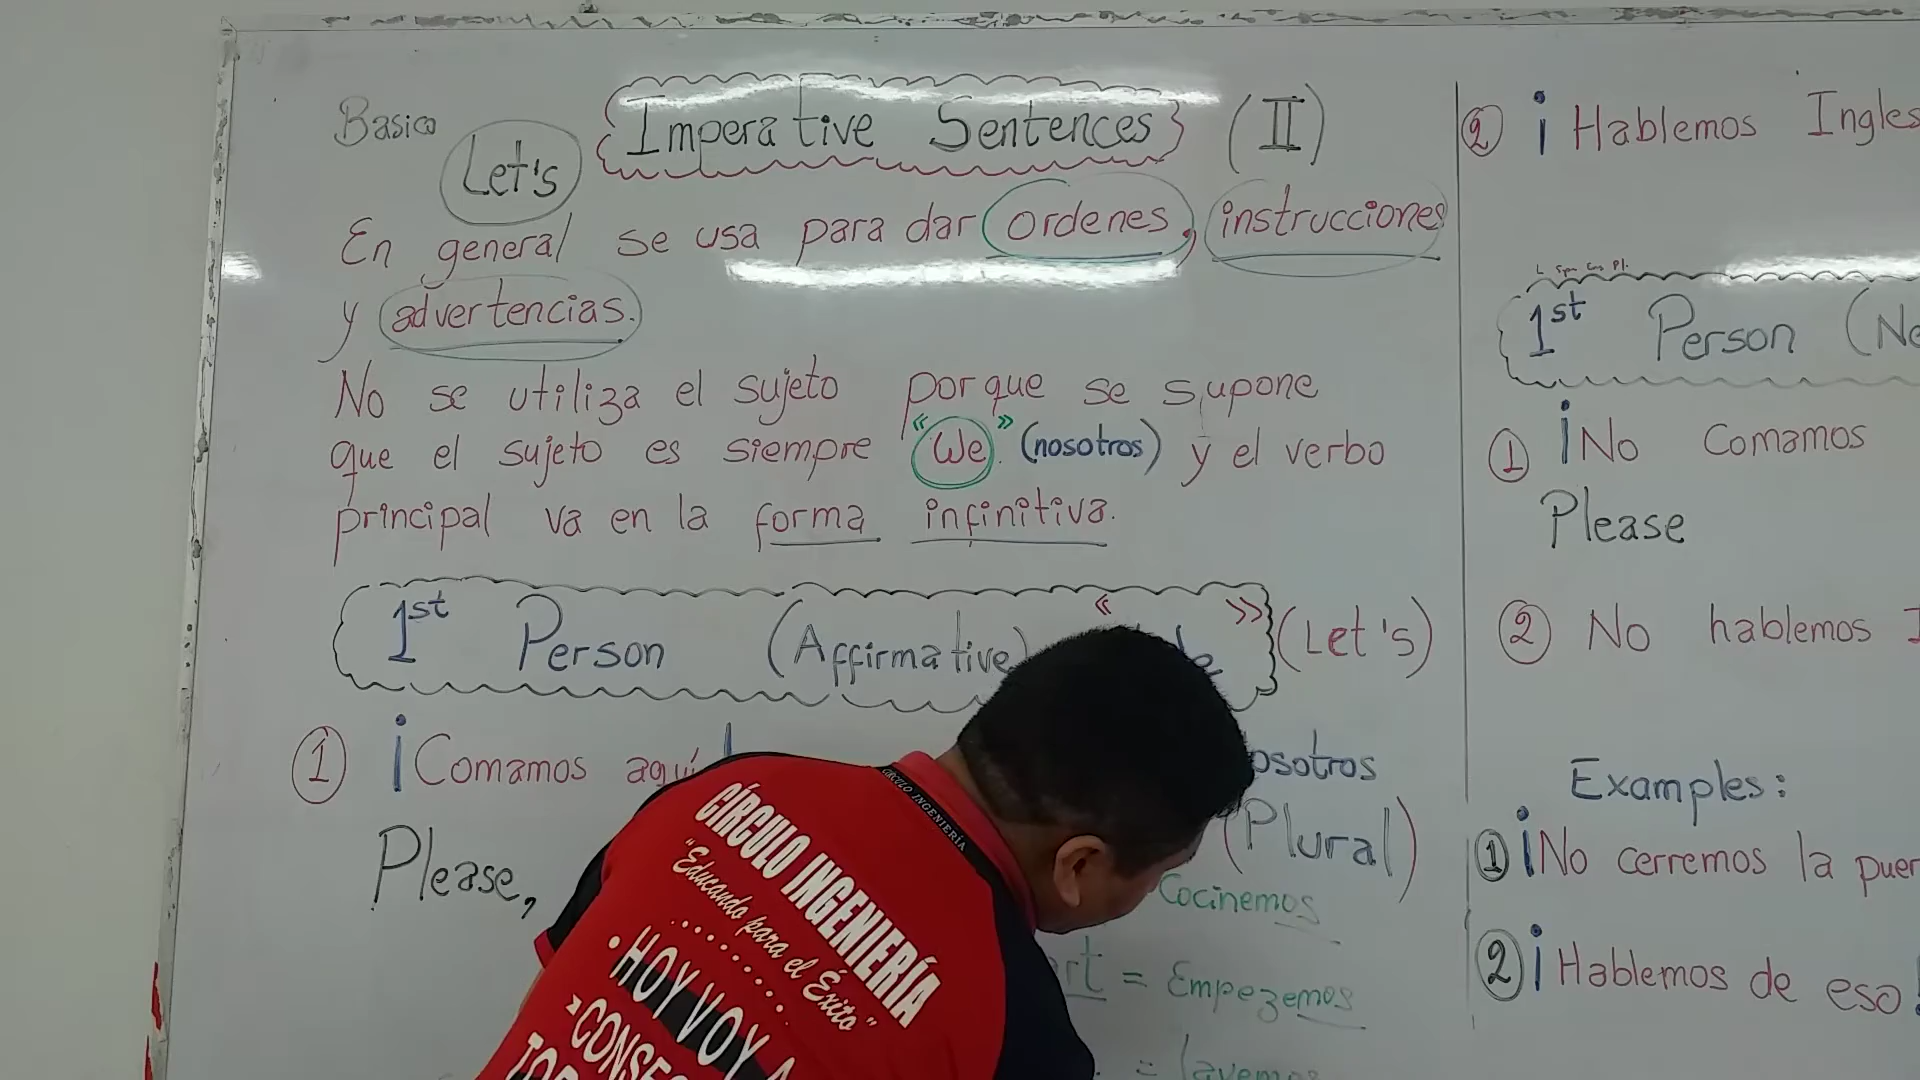 Basico
Let's
Imperative Sentences (II)
En general se usa para dar ordenes, instrucciones
y advertencias.
No se utiliza el sujeto porque se supone
que el sujeto es siempre "We". (nosotros) y el verbo
principal va en la forma infinitiva.
1st Person (Affirmative) « » (Let's)
① ¡Comamos aquí
Please,
(Plural)
Cocinemos
= Empezemos
= lavemos
② ¡Hablemos Ingles
1st Person
① ¡No Comamos
Please
② No hablemos
Examples:
① ¡No cerremos la
② ¡Hablemos de eso!
CÍRCULO INGENIERÍA
CÍRCULO INGENIERÍA
"Educando para el Éxito"
• HOY VOY A